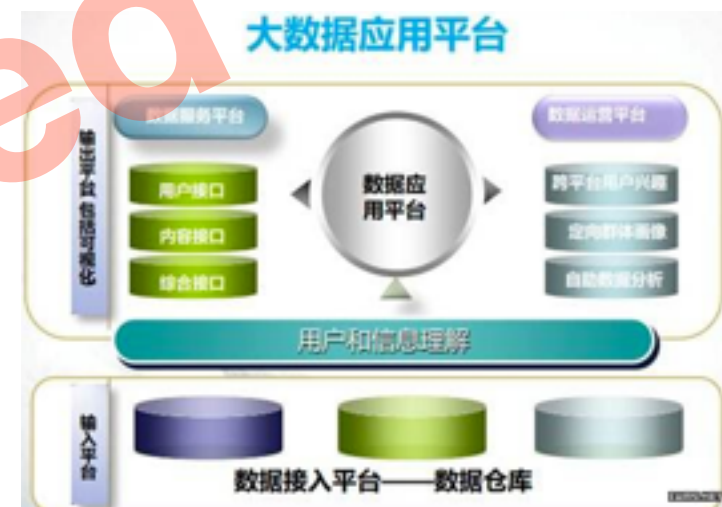 大数据应用平台
输出平台 包括可视化
数据服务平台
用户接口
内容接口
综合接口
数据应
用平台
数据运营平台
跨平台用户兴趣
定向群体画像
自助数据分析
用户和信息理解
输入平台
数据接入平台——数据仓库